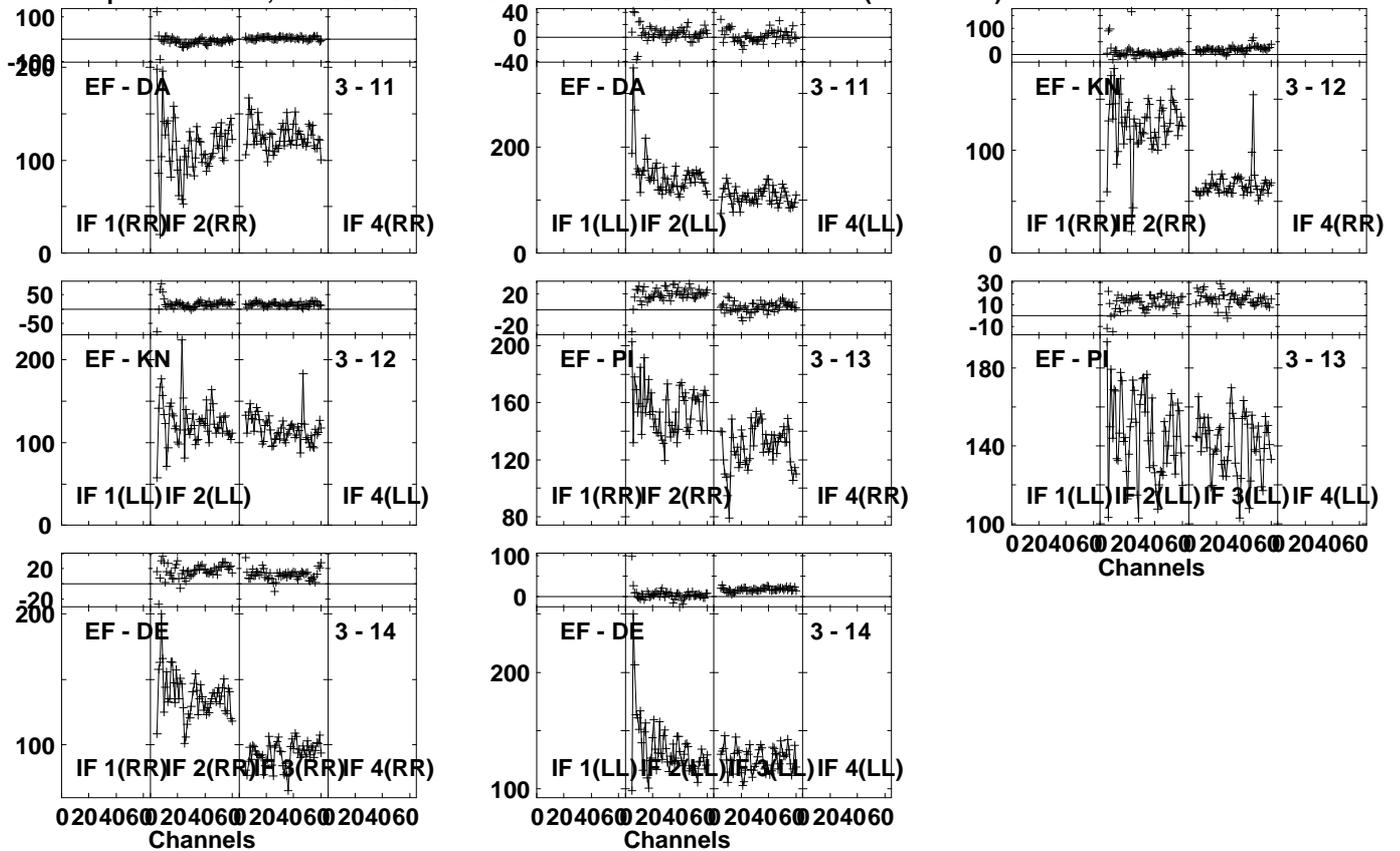 100
-100
200
EF - DA
3 - 11
100
IF 1(RR)
IF 2(RR)
IF 4(RR)
0
40
0
-40
EF - DA
3 - 11
200
IF 1(LL)
IF 2(LL)
IF 4(LL)
0
100
0
EF - KN
3 - 12
100
IF 1(RR)
IF 2(RR)
IF 4(RR)
0
50
-50
200
EF - KN
3 - 12
100
IF 1(LL)
IF 2(LL)
IF 4(LL)
0
20
-20
200
EF - PI
3 - 13
160
120
IF 1(RR)
IF 2(RR)
IF 4(RR)
80
30
10
-10
180
EF - PI
3 - 13
140
IF 1(LL)
IF 2(LL)
IF 3(LL)
IF 4(LL)
100
0 20 40 60 0 20 40 60 0 20 40 60 0 20 40 60
Channels
20
-20
200
EF - DE
3 - 14
100
IF 1(RR)
IF 2(RR)
IF 3(RR)
IF 4(RR)
0 20 40 60 0 20 40 60 0 20 40 60 0 20 40 60
Channels
100
0
EF - DE
3 - 14
200
IF 1(LL)
IF 2(LL)
IF 3(LL)
IF 4(LL)
100
0 20 40 60 0 20 40 60 0 20 40 60 0 20 40 60
Channels